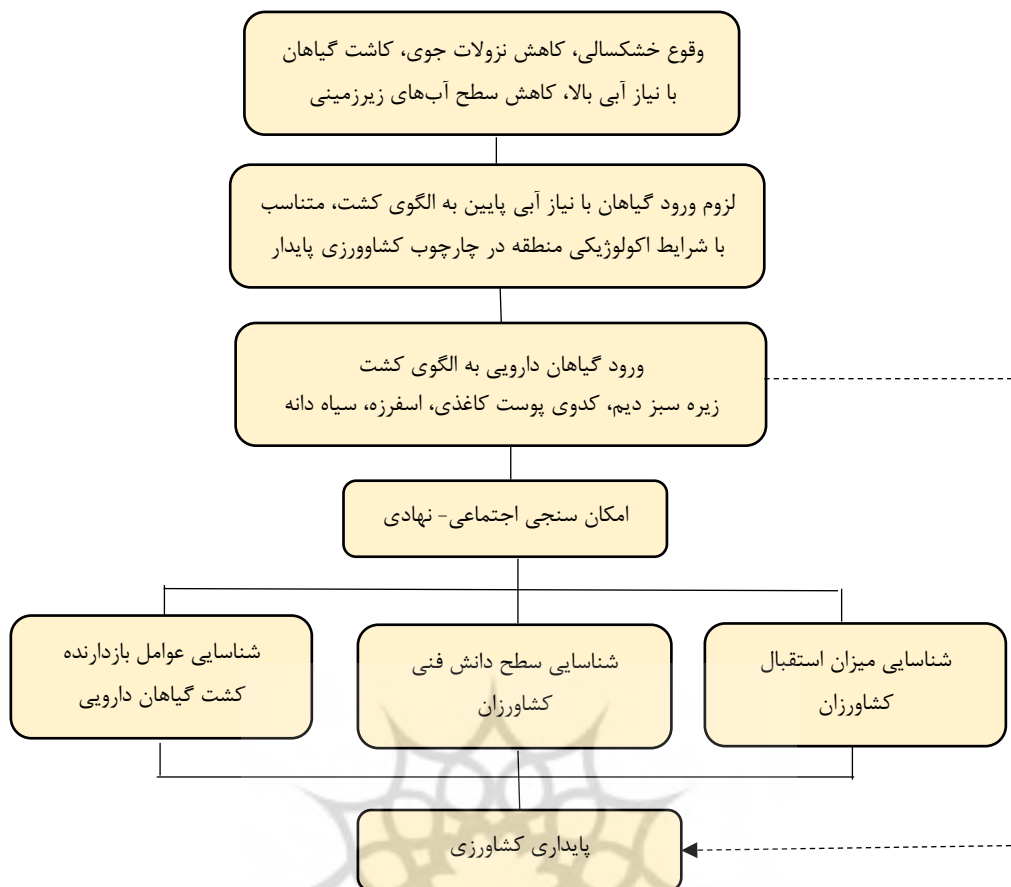 وقوع خشکسالی، کاهش نزولات جوی، کاشت گیاهان
با نیاز آبی بالا، کاهش سطح آب‌های زیرزمینی
لزوم ورود گیاهان با نیاز آبی پایین به الگوی کشت، متناسب
با شرایط اکولوژیکی منطقه در چارچوب کشاوورزی پایدار
ورود گیاهان دارویی به الگوی کشت
زیره سبز دیم، کدوی پوست کاغذی، اسفرزه، سیاه دانه
امکان سنجی اجتماعی- نهادی
شناسایی میزان استقبال
کشاورزان
شناسایی سطح دانش فنی
کشاورزان
شناسایی عوامل بازدارنده
کشت گیاهان دارویی
پایداری کشاورزی